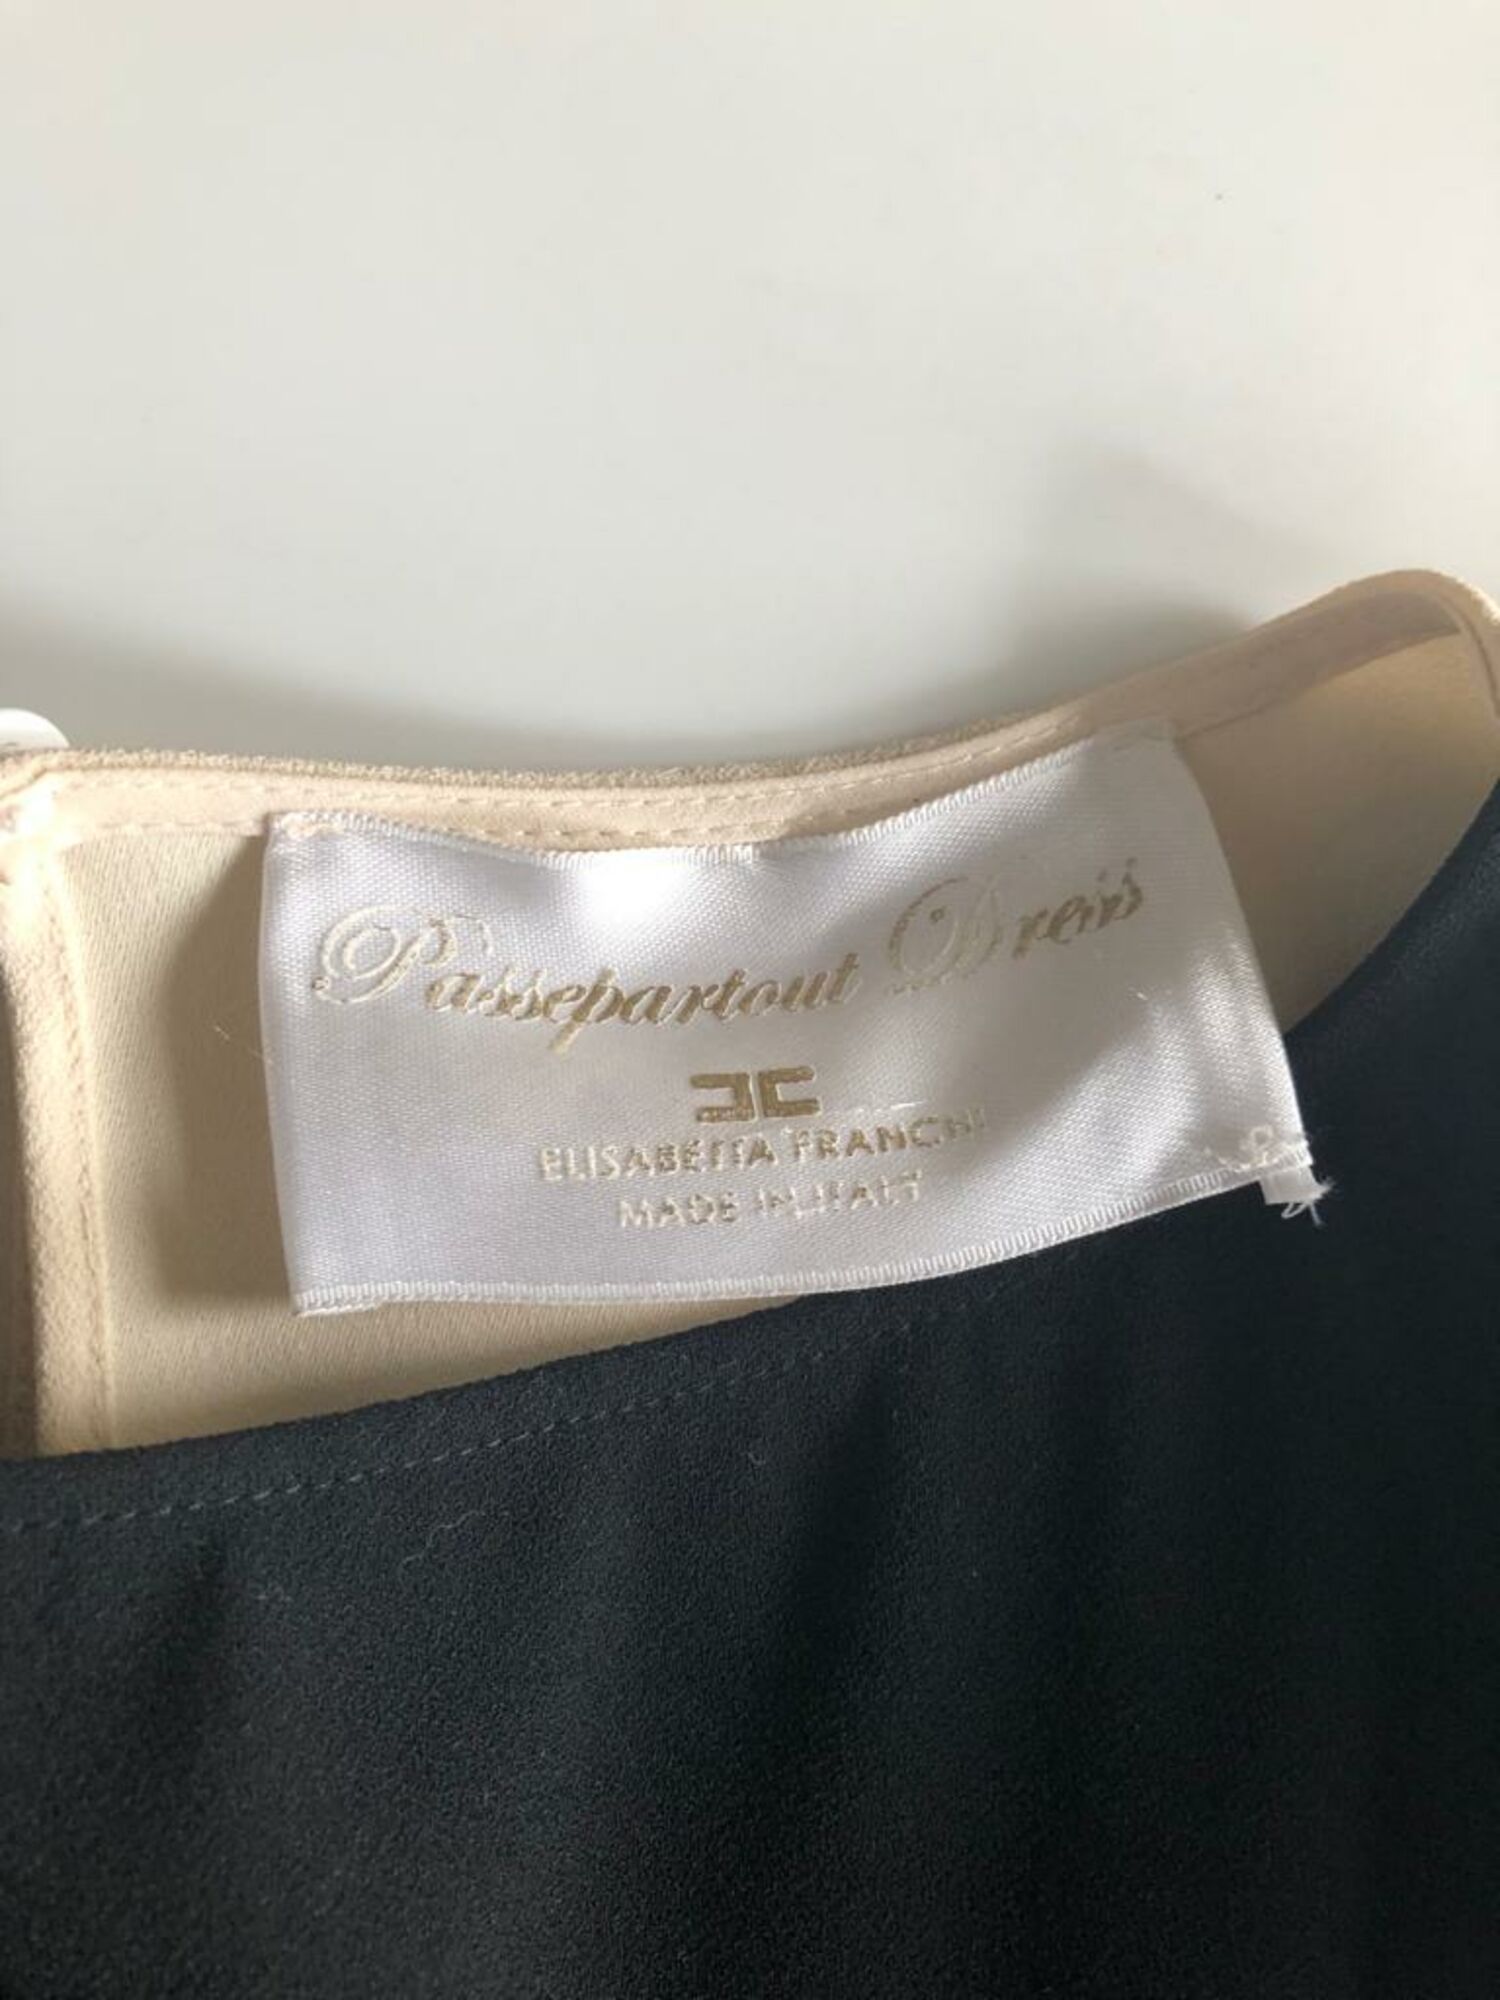 Passepartout Dress
ELISABETTA FRANCHI
MADE IN ITALY